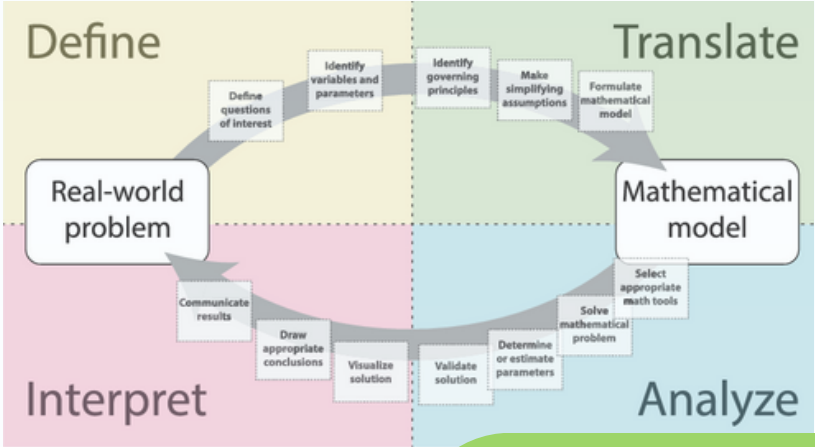 Define
Translate
Define
questions
of interest
Identify
variables and
parameters
Identify
governing
principles
Make
simplifying
assumptions
Formulate
mathematical
model
Real-world
problem
Mathematical
model
Select
appropriate
math tools
Solve
mathematical
problem
Determine
or estimate
parameters
Validate
solution
Visualize
solution
Draw
appropriate
conclusions
Communicate
results
Interpret
Analyze